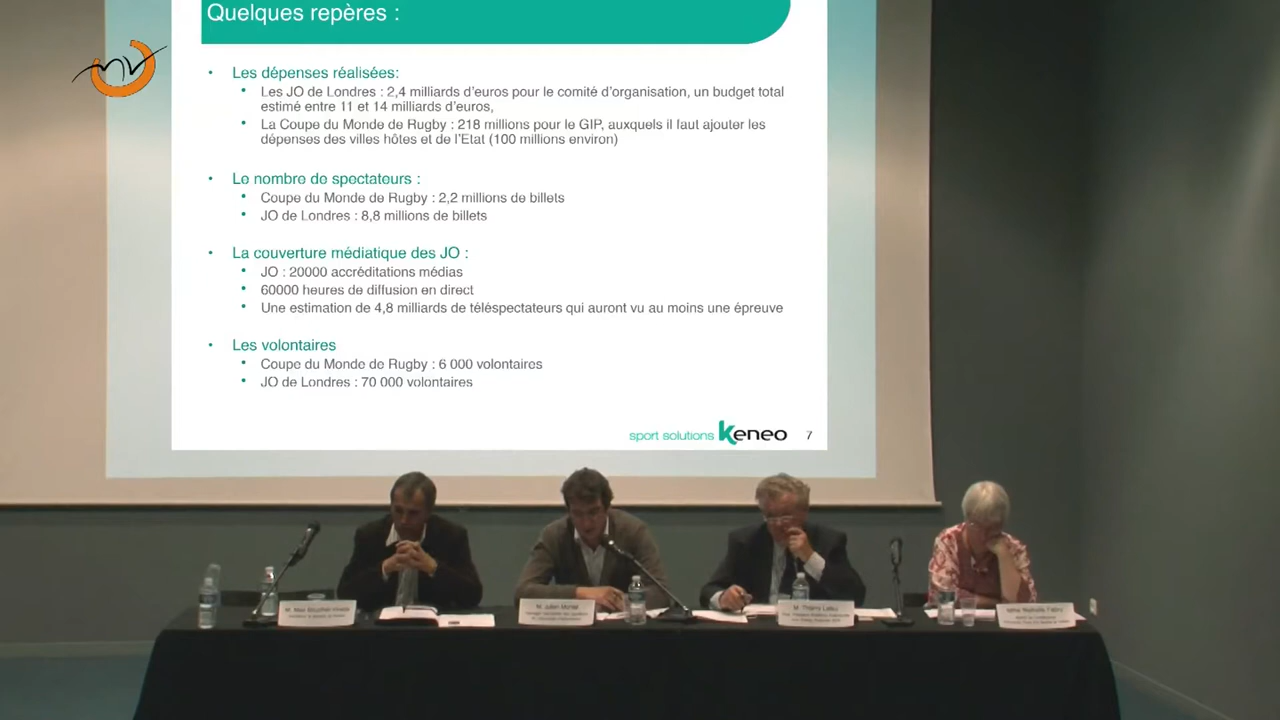 Quelques repères :
nv
• Les dépenses réalisées:
• Les JO de Londres : 2,4 milliards d'euros pour le comité d'organisation, un budget total
estimé entre 11 et 14 milliards d'euros,
• La Coupe du Monde de Rugby : 218 millions pour le GIP, auxquels il faut ajouter les
dépenses des villes hôtes et de l'Etat (100 millions environ)
• Le nombre de spectateurs :
• Coupe du Monde de Rugby : 2,2 millions de billets
• JO de Londres : 8,8 millions de billets
• La couverture médiatique des JO :
• JO : 20000 accréditations médias
• 60000 heures de diffusion en direct
• Une estimation de 4,8 milliards de téléspectateurs qui auront vu au moins une épreuve
• Les volontaires
• Coupe du Monde de Rugby : 6 000 volontaires
• JO de Londres : 70 000 volontaires
sport solutions Keneo 7
M.
M. Julien
M. Thierry
Mme